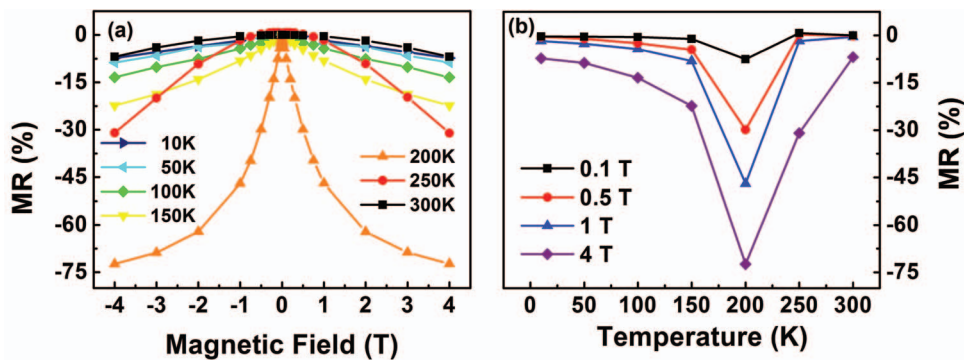 (a)
MR (%)
0
-15
-30
-45
-60
-75
10K
50K
100K
150K
200K
250K
300K
-4 -3 -2 -1 0 1 2 3 4
Magnetic Field (T)
(b)
0.1 T
0.5 T
1 T
4 T
0 50 100 150 200 250 300
Temperature (K)
0
-15
-30
-45
-60
-75
MR (%)